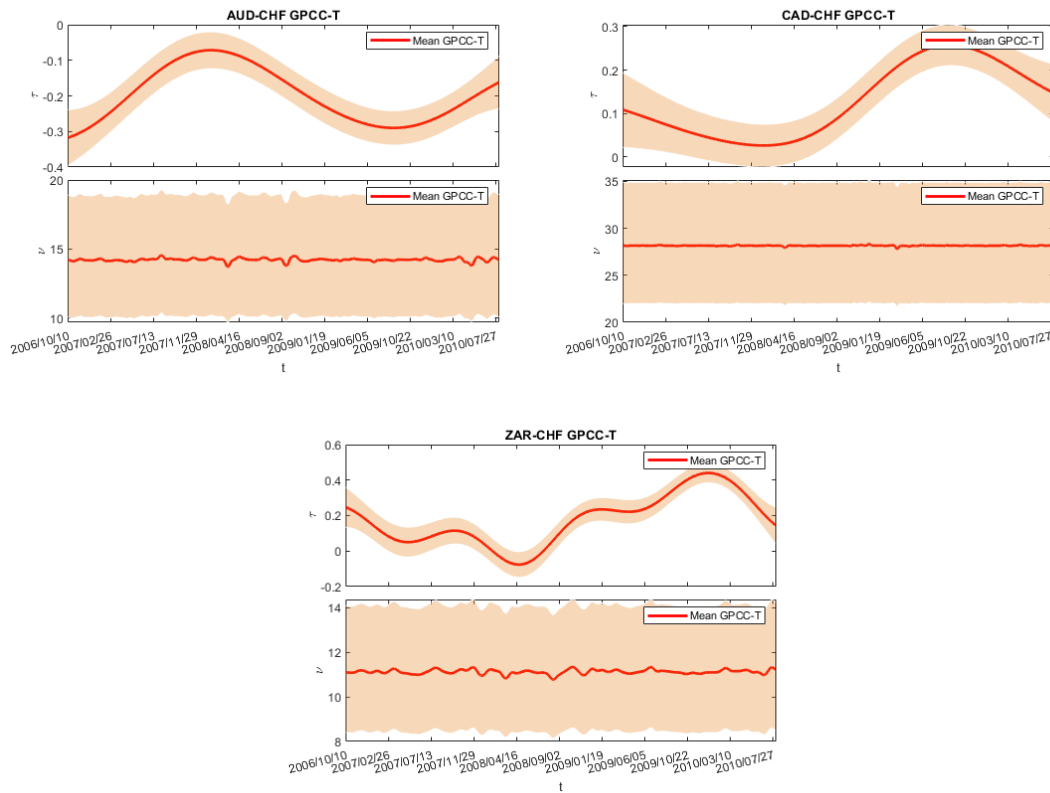 AUD-CHF GPCC-T
0
-0.1
-0.2
-0.3
-0.4
τ
Mean GPCC-T
20
15
10
ν
Mean GPCC-T
2006/10/10 2007/02/26 2007/07/13 2007/11/29 2008/04/16 2008/09/02 2009/01/19 2009/06/05 2009/10/22 2010/03/10 2010/07/27
t
CAD-CHF GPCC-T
0.3
0.2
0.1
0
τ
Mean GPCC-T
35
30
25
20
ν
Mean GPCC-T
2006/10/10 2007/02/26 2007/07/13 2007/11/29 2008/04/16 2008/09/02 2009/01/19 2009/06/05 2009/10/22 2010/03/10 2010/07/27
t
ZAR-CHF GPCC-T
0.6
0.4
0.2
0
-0.2
τ
Mean GPCC-T
14
12
10
8
ν
Mean GPCC-T
2006/10/10 2007/02/26 2007/07/13 2007/11/29 2008/04/16 2008/09/02 2009/01/19 2009/06/05 2009/10/22 2010/03/10 2010/07/27
t